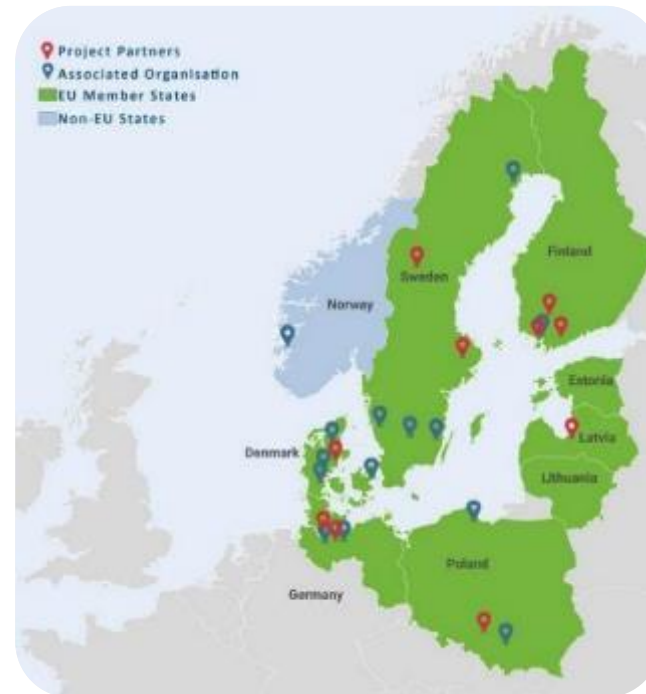 Project Partners
Associated Organisation
EU Member States
Non-EU States
Finland
Sweden
Norway
Estonia
Denmark
Latvia
Lithuania
Poland
Germany